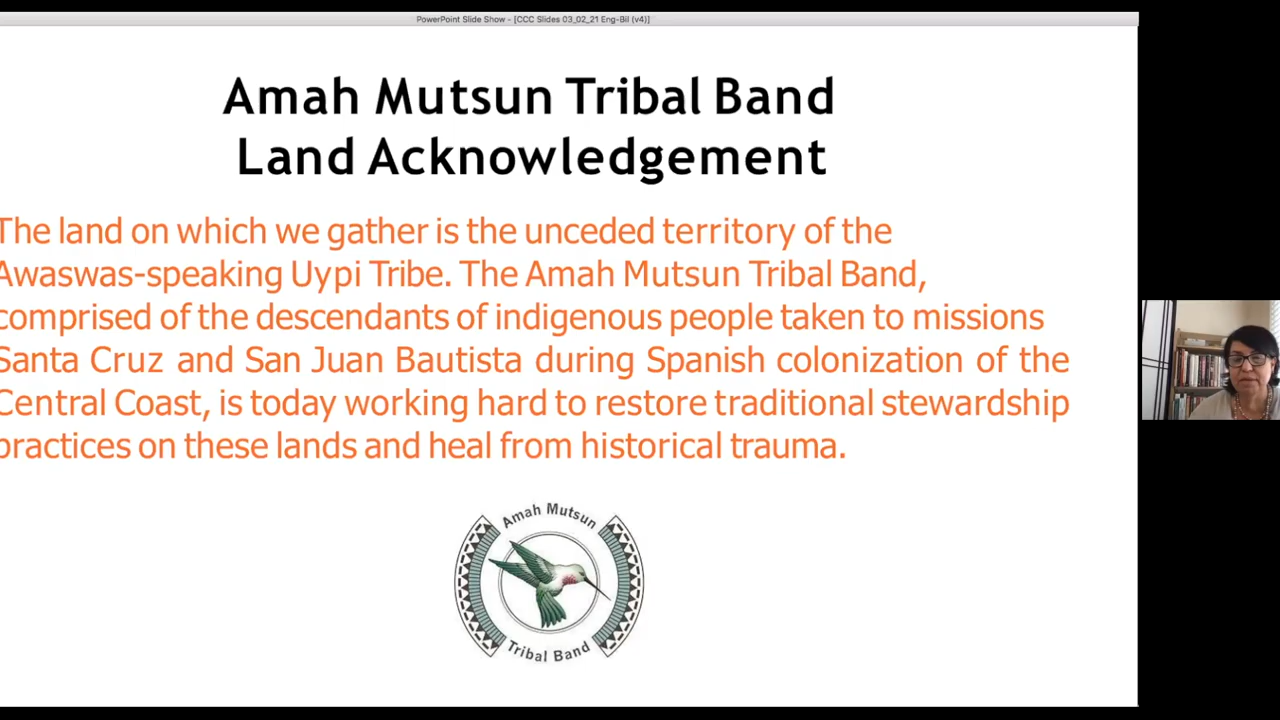 PowerPoint Slide Show - [CCC Slides 03_02_21 Eng-Bil (v4)]
Amah Mutsun Tribal Band
Land Acknowledgement
The land on which we gather is the unceded territory of the
Awaswas-speaking Uypi Tribe. The Amah Mutsun Tribal Band,
comprised of the descendants of indigenous people taken to missions
Santa Cruz and San Juan Bautista during Spanish colonization of the
Central Coast, is today working hard to restore traditional stewardship
practices on these lands and heal from historical trauma.
Amah Mutsun
Tribal Band